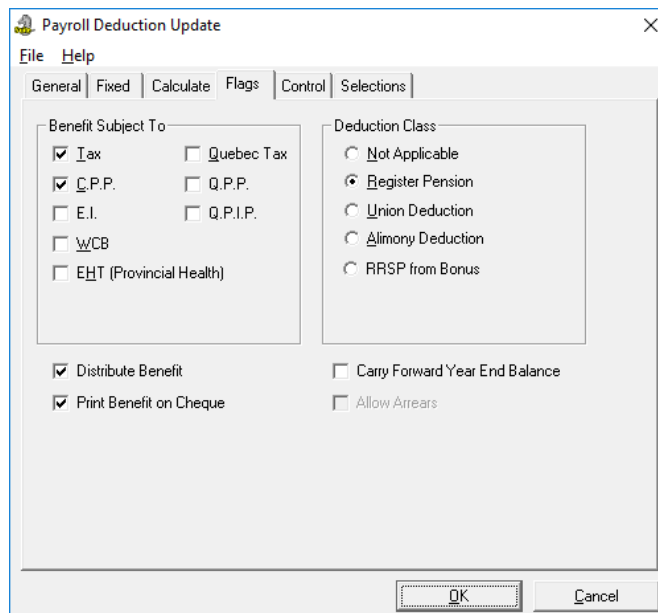 Payroll Deduction Update
File Help
General Fixed Calculate Flags Control Selections
Benefit Subject To
Tax Quebec Tax
C.P.P. Q.P.P.
E.I. Q.P.I.P.
WCB
EHT (Provincial Health)
Deduction Class
Not Applicable
Register Pension
Union Deduction
Alimony Deduction
RRSP from Bonus
Distribute Benefit Carry Forward Year End Balance
Print Benefit on Cheque Allow Arrears
OK Cancel